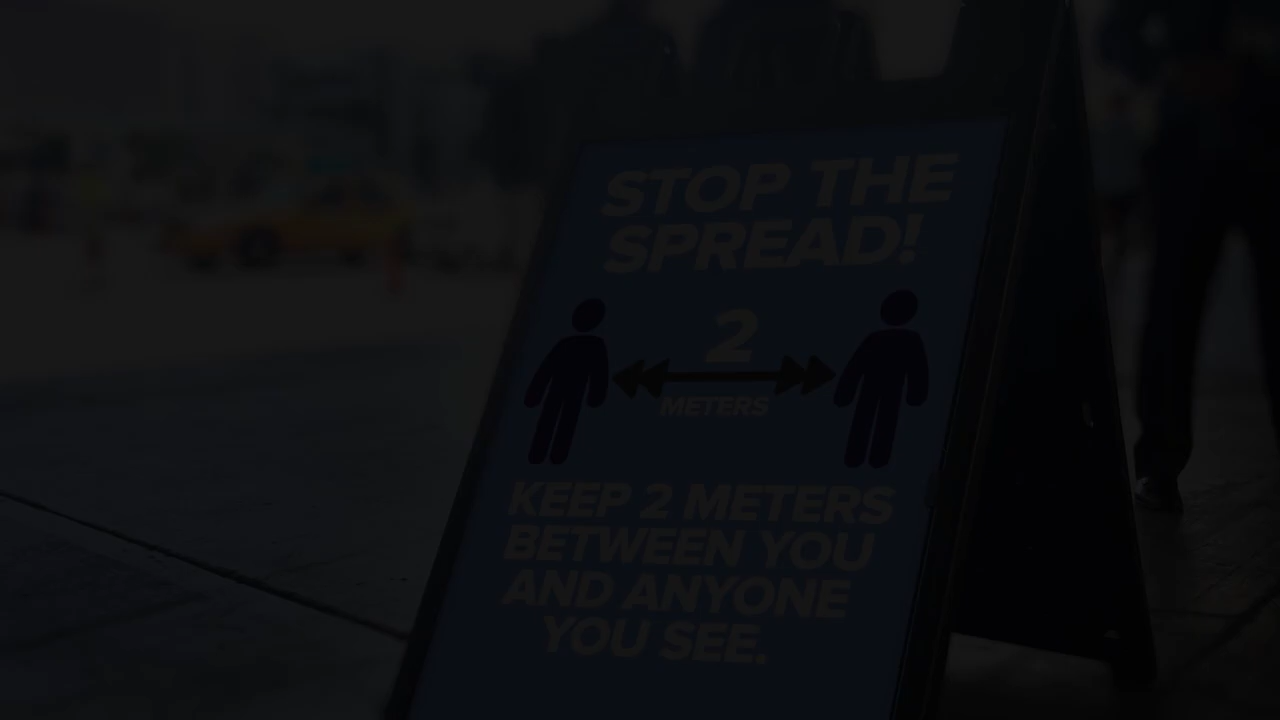 STOP THE
SPREAD!
2
METERS
KEEP 2 METERS
BETWEEN YOU
AND ANYONE
YOU SEE.